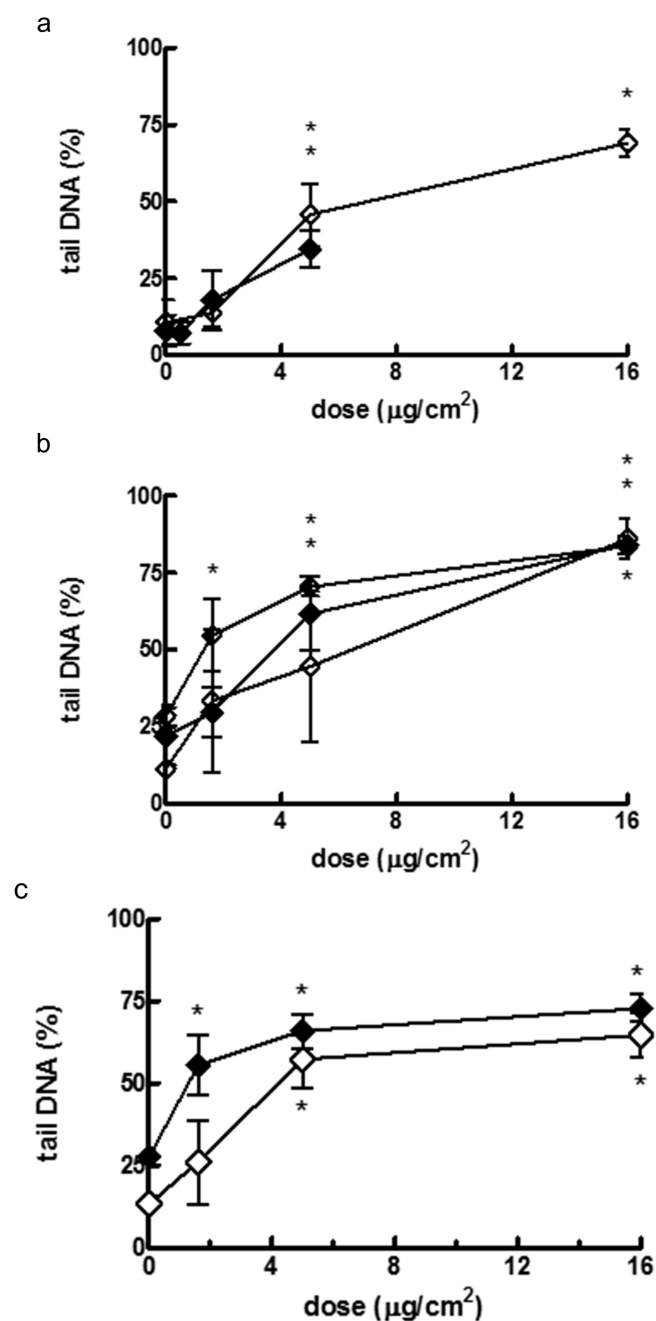 a
100
75
50
25
0
tail DNA (%)
* *
* *
0 4 8 12 16
dose (μg/cm²)
b
100
75
50
25
0
tail DNA (%)
* * *
* *
*
0 4 8 12 16
dose (μg/cm²)
c
100
75
50
25
0
tail DNA (%)
* * *
* *
0 4 8 12 16
dose (μg/cm²)